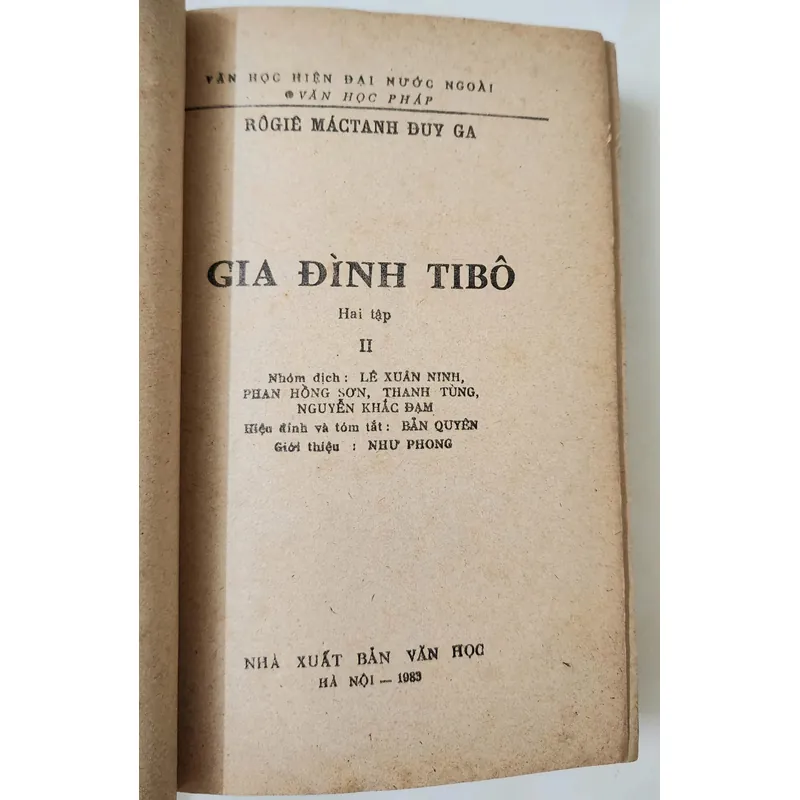 VĂN HỌC HIỆN ĐẠI NƯỚC NGOÀI
VĂN HỌC PHÁP
RÔGIÊ MÁCTANH ĐUY GA
GIA ĐÌNH TIBÔ
Hai tập
II
Nhóm dịch : LÊ XUÂN NINH,
PHAN HỒNG SƠN, THANH TÙNG,
NGUYỄN KHẮC ĐẠM
Hiệu đính và tóm tắt : BẢN QUYÊN
Giới thiệu : NHƯ PHONG
NHÀ XUẤT BẢN VĂN HỌC
HÀ NỘI — 1983